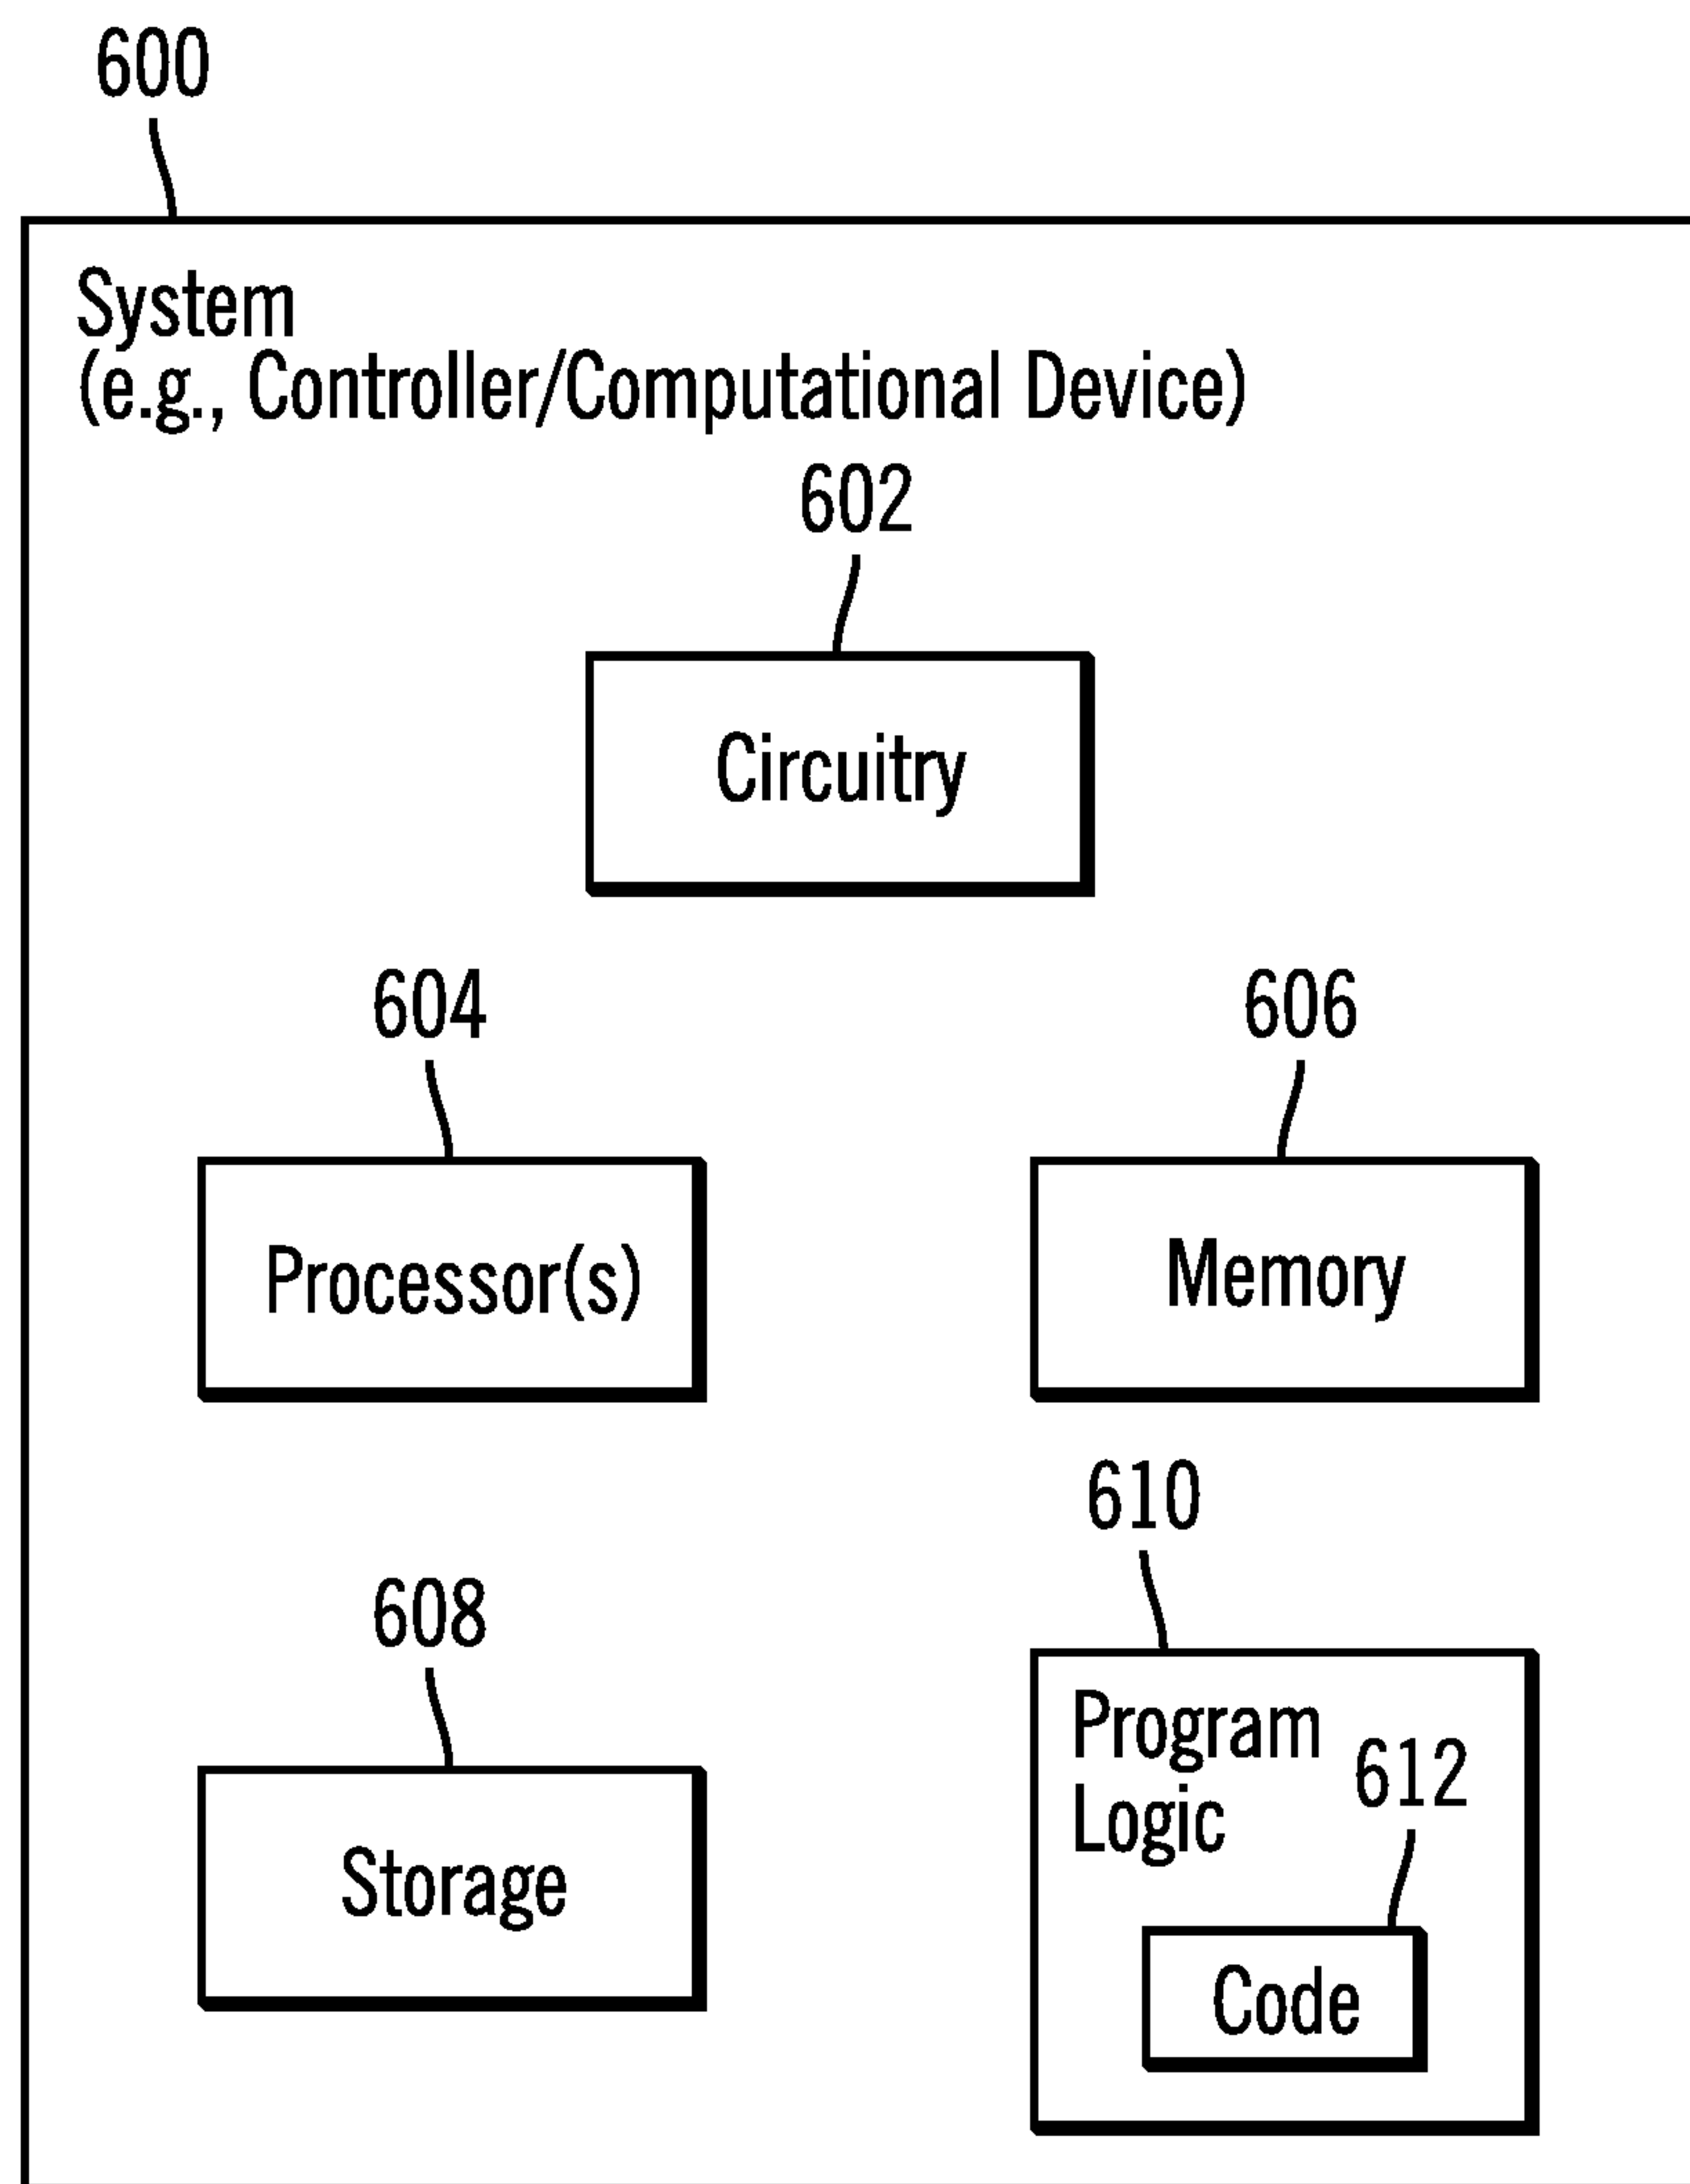 600
System
(e.g., Controller/Computational Device)
602
Circuitry
604
606
Processor(s)
Memory
610
608
Program
612
Logic
Storage
Code